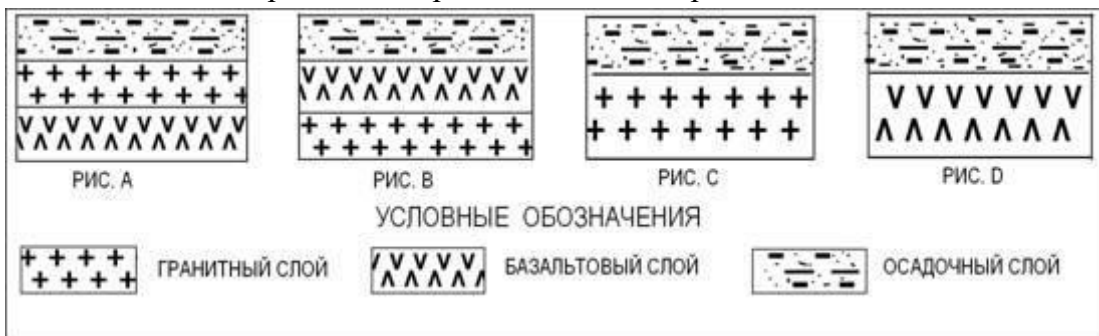 РИС. А РИС. В РИС. С РИС. D
УСЛОВНЫЕ ОБОЗНАЧЕНИЯ
ГРАНИТНЫЙ СЛОЙ БАЗАЛЬТОВЫЙ СЛОЙ ОСАДОЧНЫЙ СЛОЙ